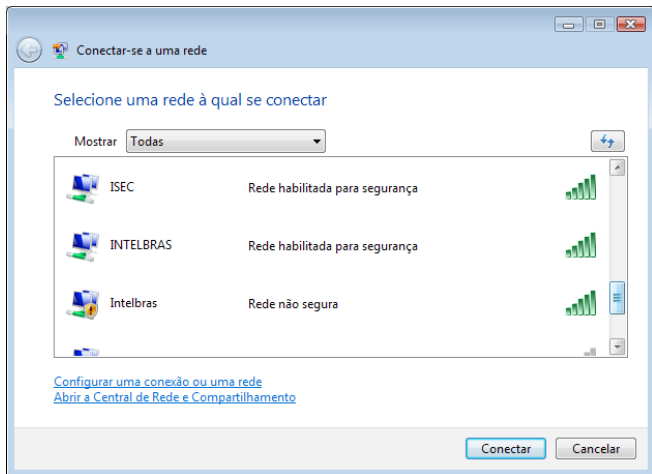 Conectar-se a uma rede
Selecione uma rede à qual se conectar
Mostrar Todas
ISEC Rede habilitada para segurança
INTELBRAS Rede habilitada para segurança
Intelbras Rede não segura
Configurar uma conexão ou uma rede
Abrir a Central de Rede e Compartilhamento
Conectar Cancelar